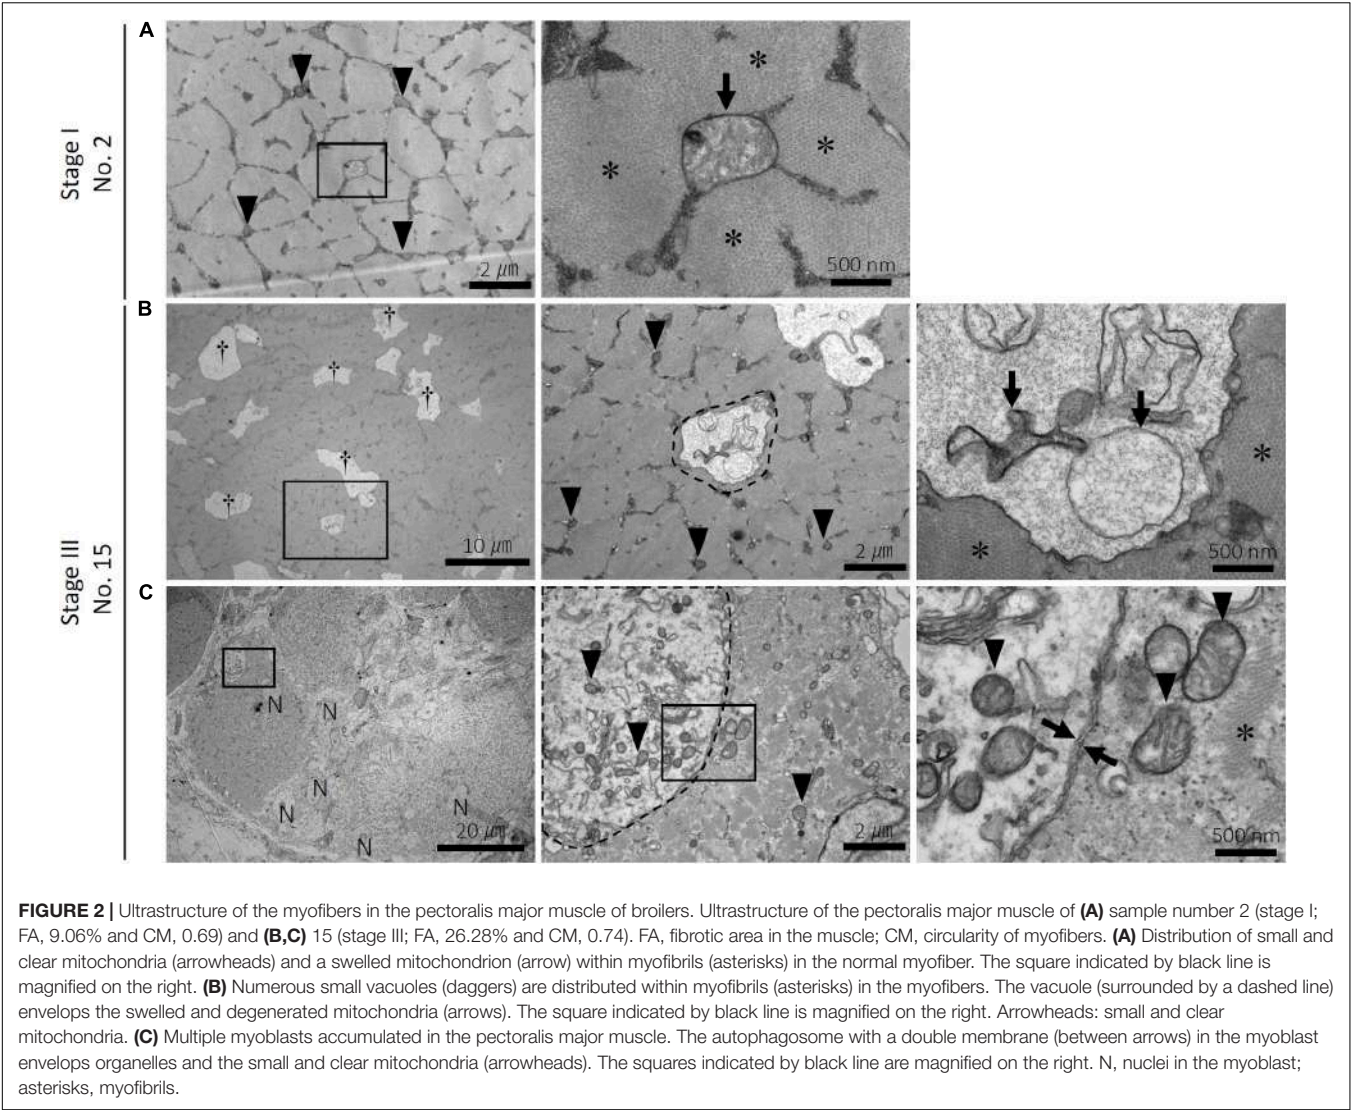 A
Stage I
No. 2
*
*
*
*
2 µm
500 nm
B
†
†
†
†
†
†
10 µm
2 µm
*
*
500 nm
Stage III
No. 15
C
N
N
N
N
N
N
20 µm
2 µm
*
500 nm
FIGURE 2 | Ultrastructure of the myofibers in the pectoralis major muscle of broilers. Ultrastructure of the pectoralis major muscle of (A) sample number 2 (stage I;
FA, 9.06% and CM, 0.69) and (B,C) 15 (stage III; FA, 26.28% and CM, 0.74). FA, fibrotic area in the muscle; CM, circularity of myofibers. (A) Distribution of small and
clear mitochondria (arrowheads) and a swelled mitochondrion (arrow) within myofibrils (asterisks) in the normal myofiber. The square indicated by black line is
magnified on the right. (B) Numerous small vacuoles (daggers) are distributed within myofibrils (asterisks) in the myofibers. The vacuole (surrounded by a dashed line)
envelops the swelled and degenerated mitochondria (arrows). The square indicated by black line is magnified on the right. Arrowheads: small and clear
mitochondria. (C) Multiple myoblasts accumulated in the pectoralis major muscle. The autophagosome with a double membrane (between arrows) in the myoblast
envelops organelles and the small and clear mitochondria (arrowheads). The squares indicated by black line are magnified on the right. N, nuclei in the myoblast;
asterisks, myofibrils.